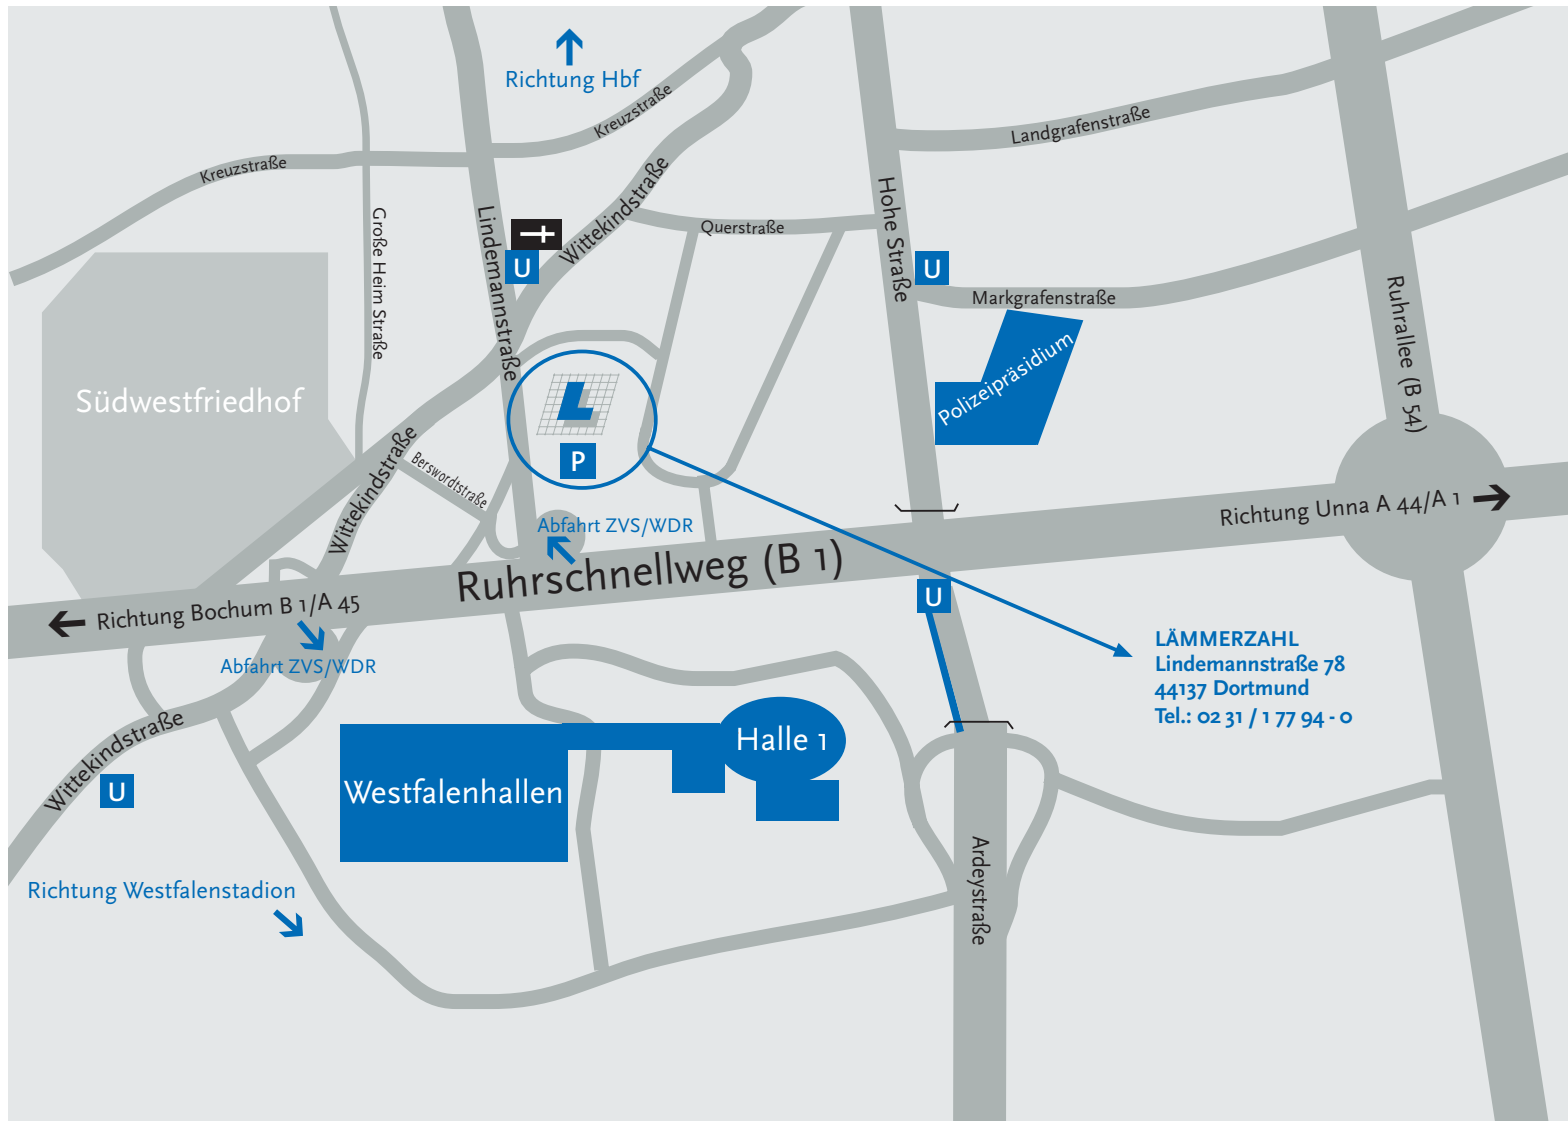 Richtung Hbf
Kreuzstraße
Kreuzstraße
Landgrafenstraße
Große Heim Straße
Lindemannstraße
Wittekindstraße
Querstraße
Hohe Straße
U
U
Markgrafenstraße
Ruhrallee (B 54)
Polizeipräsidium
Südwestfriedhof
L
P
Wittekindstraße
Berswordtstraße
Abfahrt ZVS/WDR
Richtung Unna A 44/A 1
Ruhrschnellweg (B 1)
Richtung Bochum B 1/A 45
U
Abfahrt ZVS/WDR
LÄMMERZAHL
Lindemannstraße 78
44137 Dortmund
Tel.: 02 31 / 1 77 94 - 0
Wittekindstraße
U
Westfalenhallen
Halle 1
Ardeystraße
Richtung Westfalenstadion